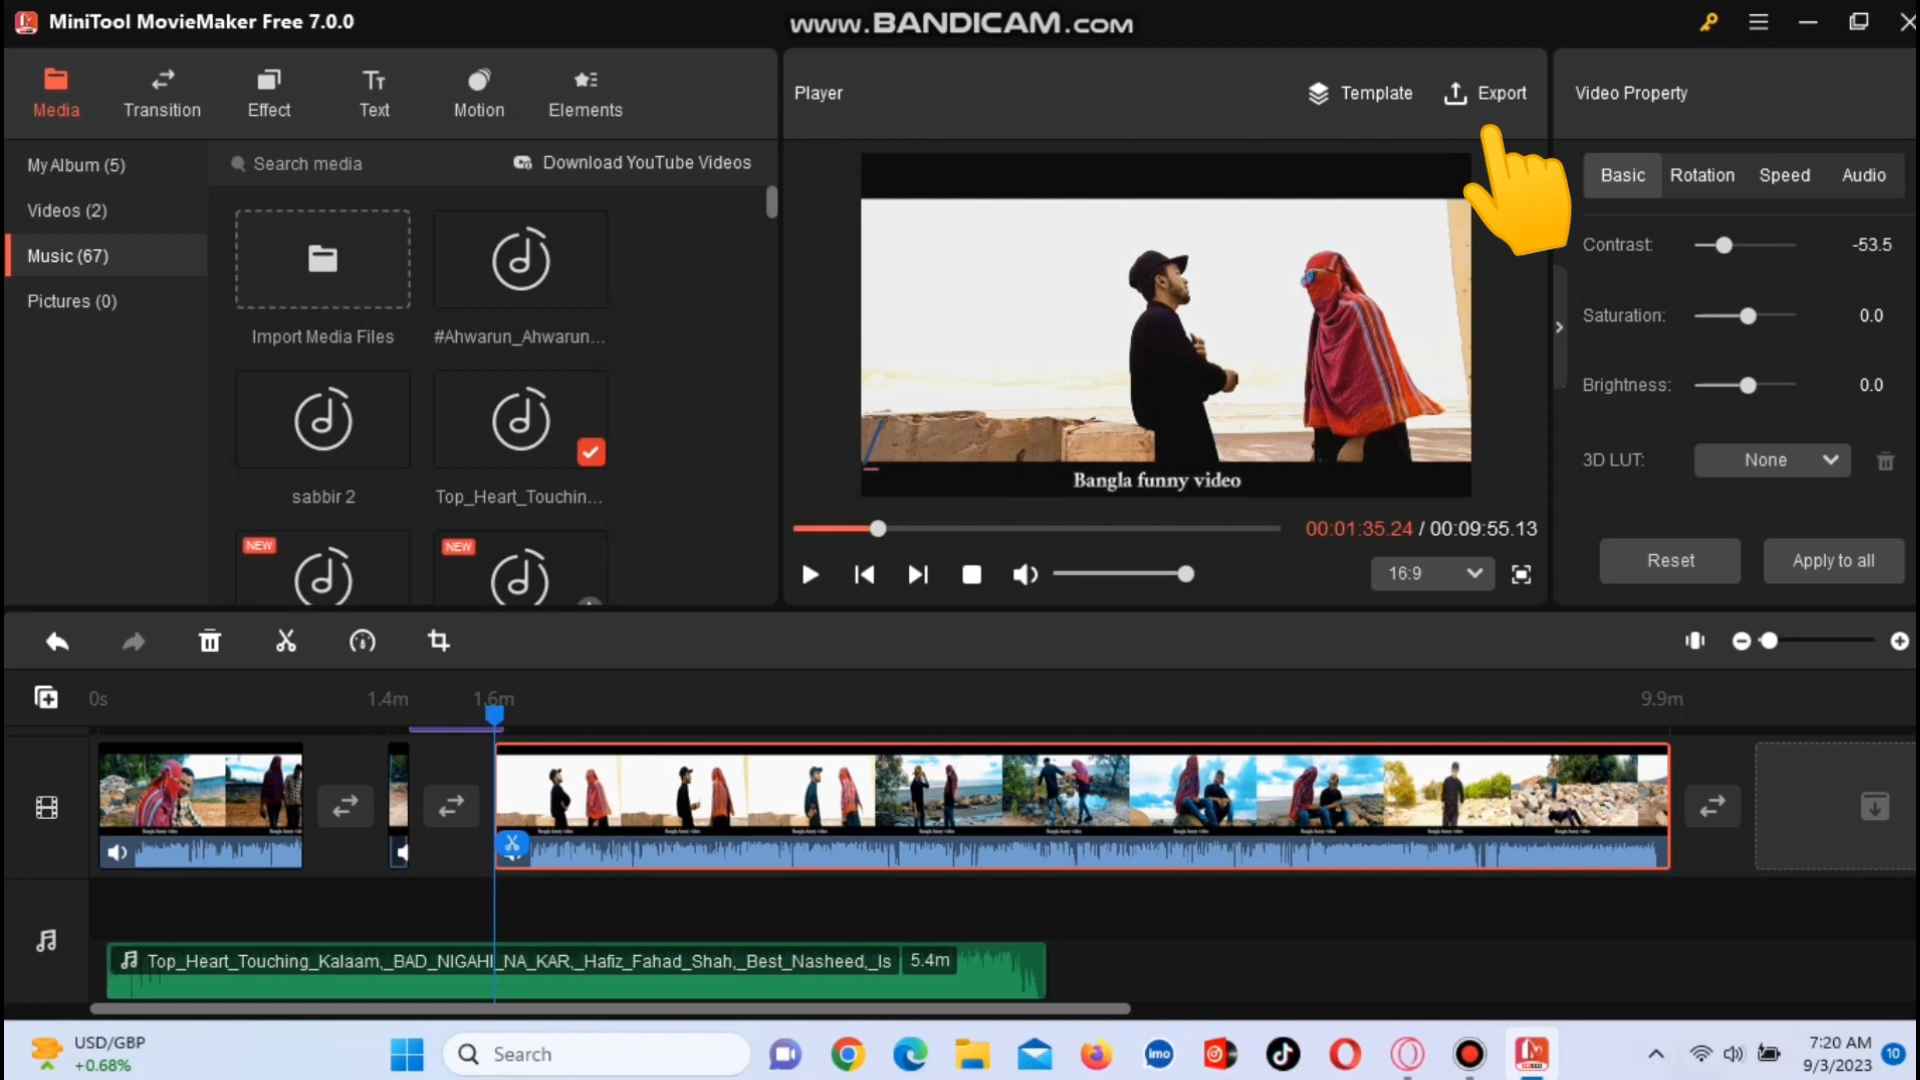 MiniTool MovieMaker Free 7.0.0
www.BANDICAM.com
Media
Transition
Effect
Text
Motion
Elements
Player
Template
Export
Video Property
My Album (5)
Videos (2)
Music (67)
Pictures (0)
Search media
Download YouTube Videos
Import Media Files
#Ahwarun_Ahwarun...
sabbir 2
Top_Heart_Touchin...
NEW
NEW
Bangla funny video
00:01:35.24 / 00:09:55.13
16:9
Basic
Rotation
Speed
Audio
Contrast: -53.5
Saturation: 0.0
Brightness: 0.0
3D LUT: None
Reset
Apply to all
0s
1.4m
1.6m
9.9m
Top_Heart_Touching_Kalaam,_BAD_NIGAHI_NA_KAR,_Hafiz_Fahad_Shah,_Best_Nasheed,_Is
5.4m
USD/GBP
+0.68%
Search
imo
7:20 AM
9/3/2023
10